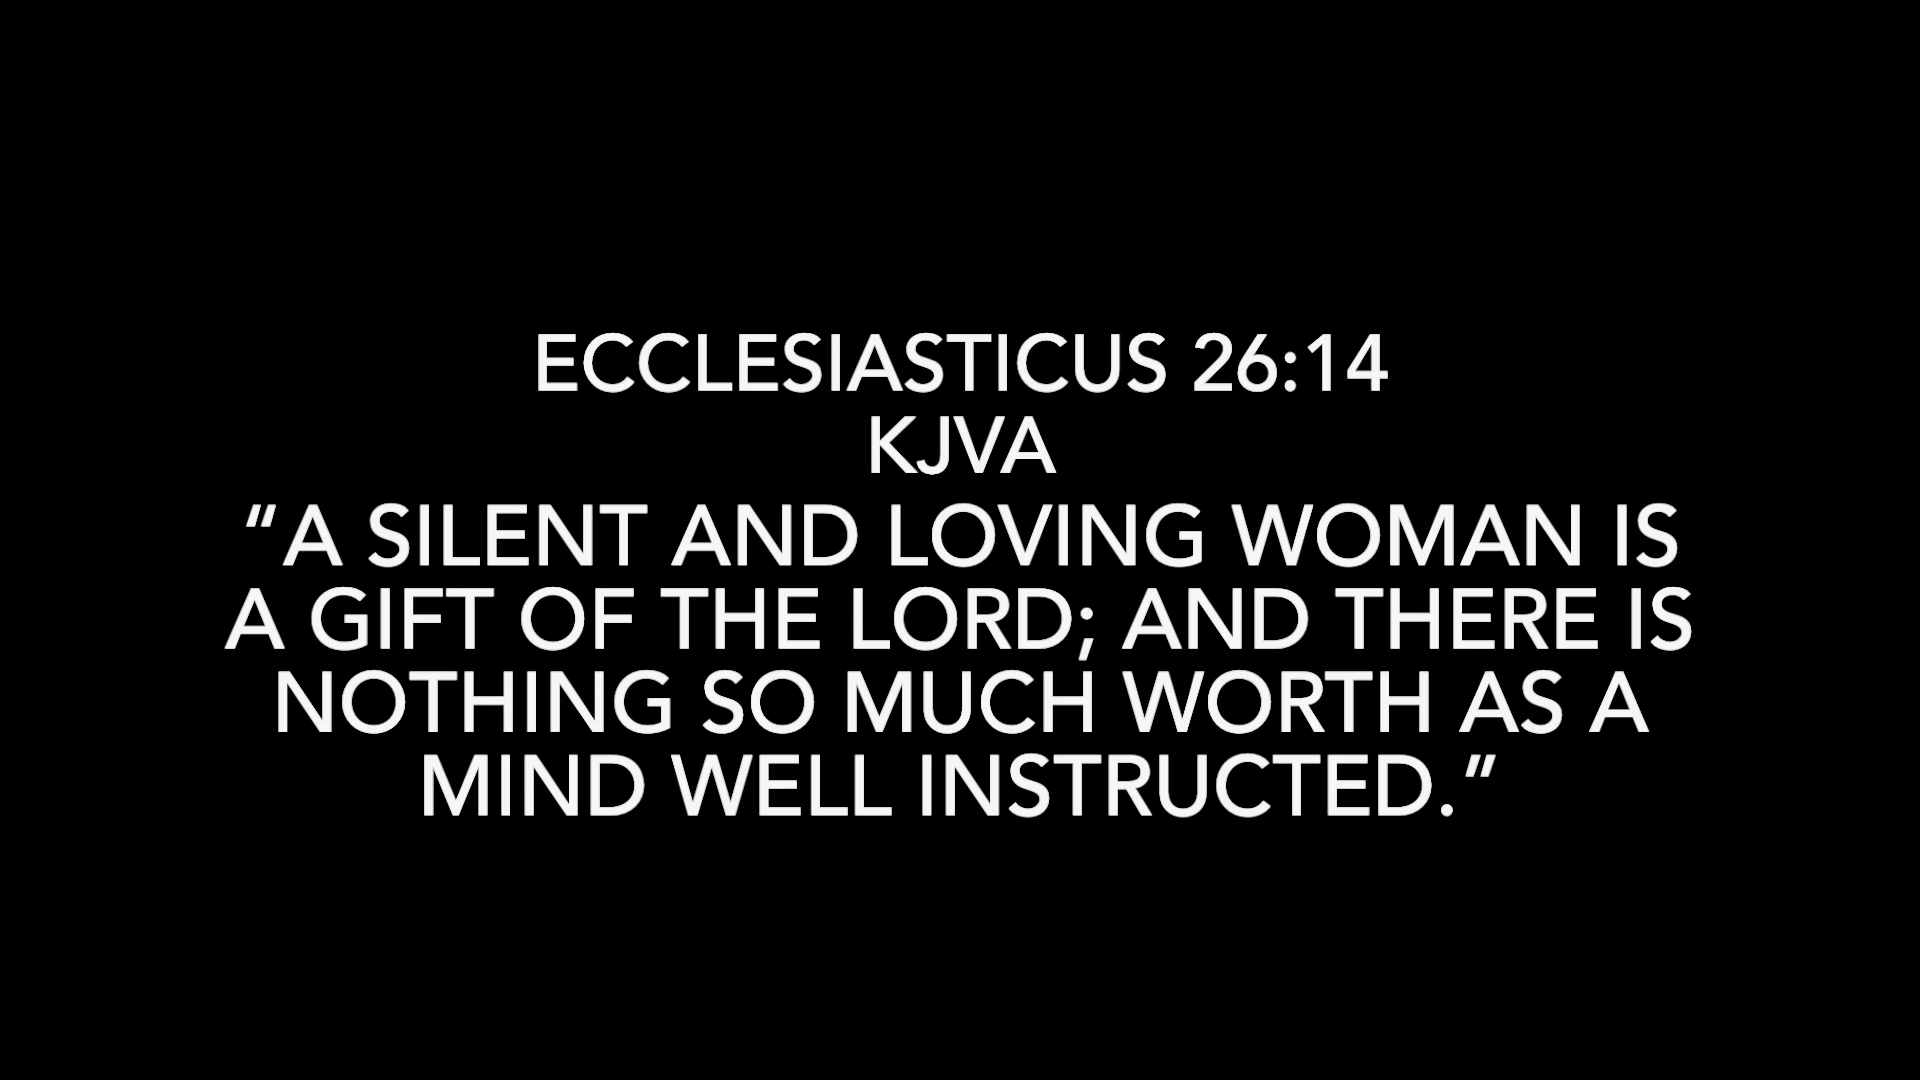 ECCLESIASTICUS 26:14
KJVA
“A SILENT AND LOVING WOMAN IS
A GIFT OF THE LORD; AND THERE IS
NOTHING SO MUCH WORTH AS A
MIND WELL INSTRUCTED.”